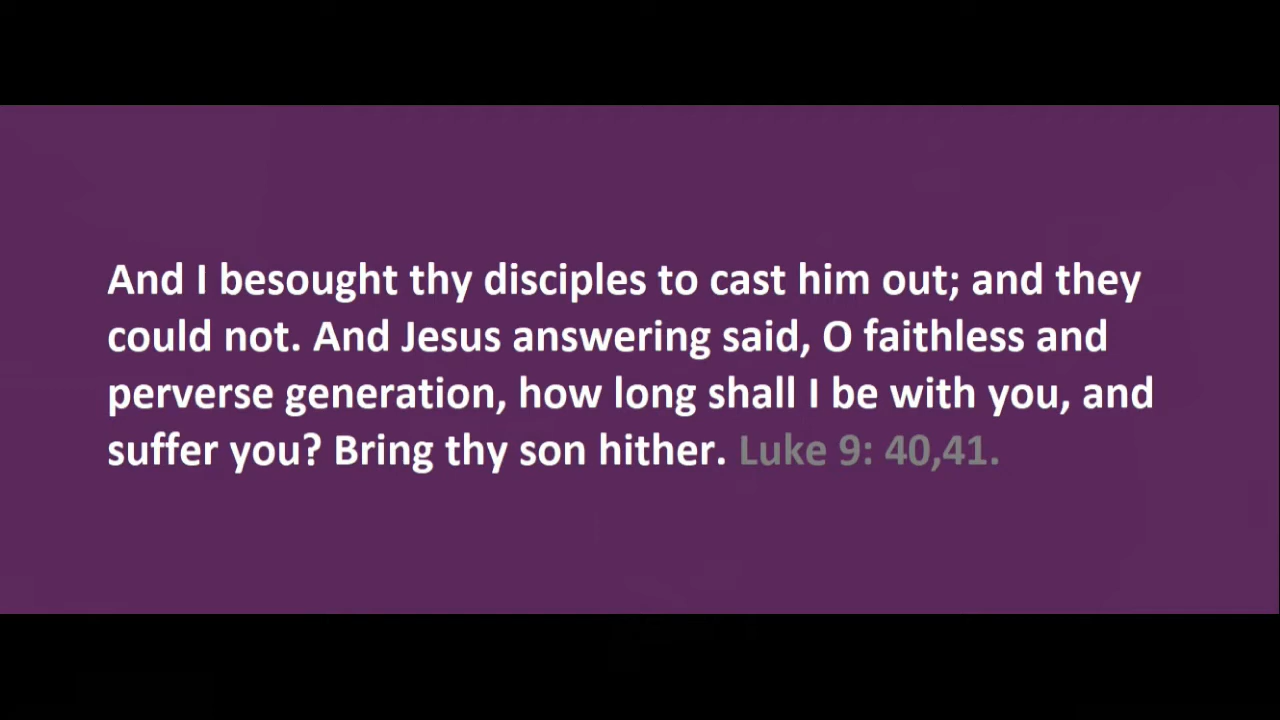 And I besought thy disciples to cast him out; and they
could not. And Jesus answering said, O faithless and
perverse generation, how long shall I be with you, and
suffer you? Bring thy son hither. Luke 9: 40,41.